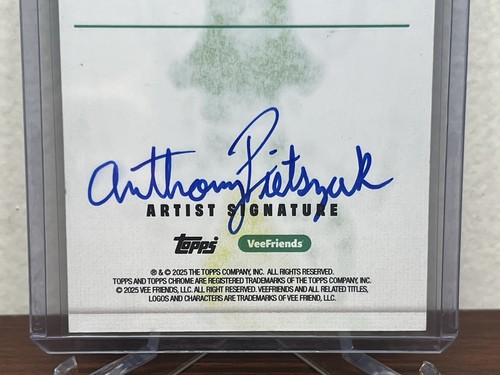 Anthony Pietszak
ARTIST SIGNATURE
topps VeeFriends
® & © 2025 THE TOPPS COMPANY, INC. ALL RIGHTS RESERVED.
TOPPS AND TOPPS CHROME ARE REGISTERED TRADEMARKS OF THE TOPPS COMPANY, INC.
© 2025 VEE FRIENDS, LLC. ALL RIGHT RESERVED. VEEFRIENDS AND ALL RELATED TITLES,
LOGOS AND CHARACTERS ARE TRADEMARKS OF VEE FRIEND, LLC.